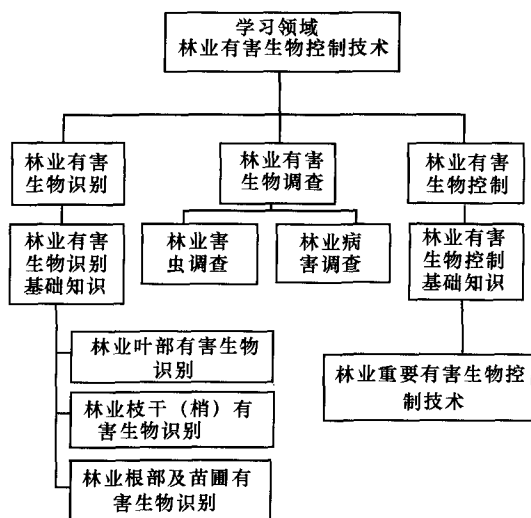 学习领域
林业有害生物控制技术
林业有害
生物识别
林业有害
生物调查
林业有害
生物控制
林业有害
生物识别
基础知识
林业害
虫调查
林业病
害调查
林业有害
生物控制
基础知识
林业叶部有害生物
识别
林业枝干（梢）有
害生物识别
林业根部及苗圃有
害生物识别
林业重要有害生物控
制技术